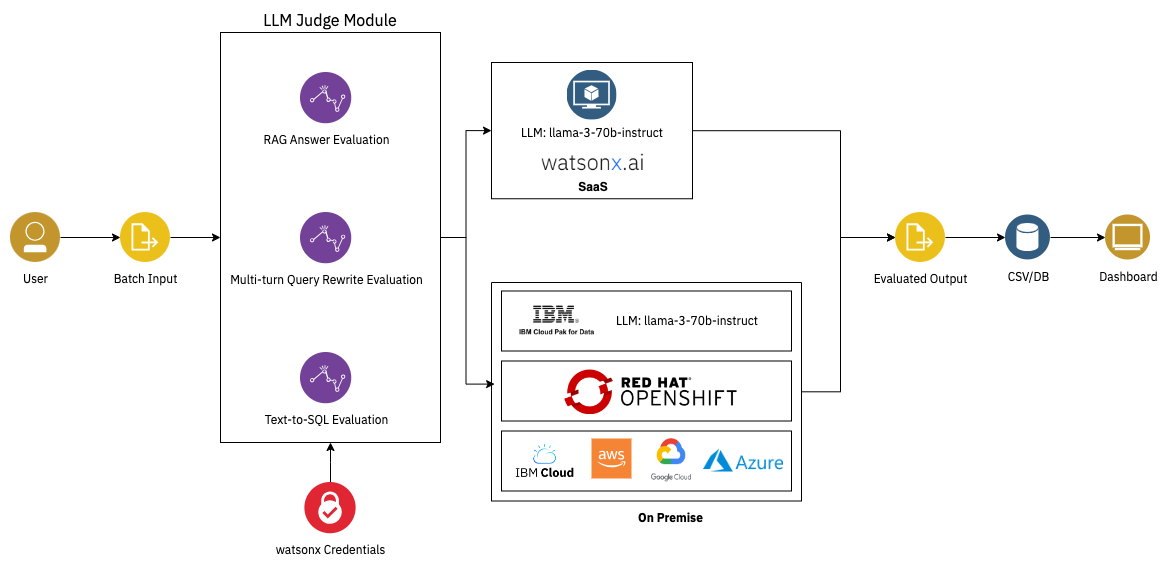 LLM Judge Module
RAG Answer Evaluation
Multi-turn Query Rewrite Evaluation
Text-to-SQL Evaluation
User
Batch Input
watsonx Credentials
LLM: llama-3-70b-instruct
watsonx.ai
SaaS
IBM®
IBM Cloud Pak for Data
LLM: llama-3-70b-instruct
RED HAT®
OPENSHIFT
IBM Cloud
aws
Google Cloud
Azure
On Premise
Evaluated Output
CSV/DB
Dashboard